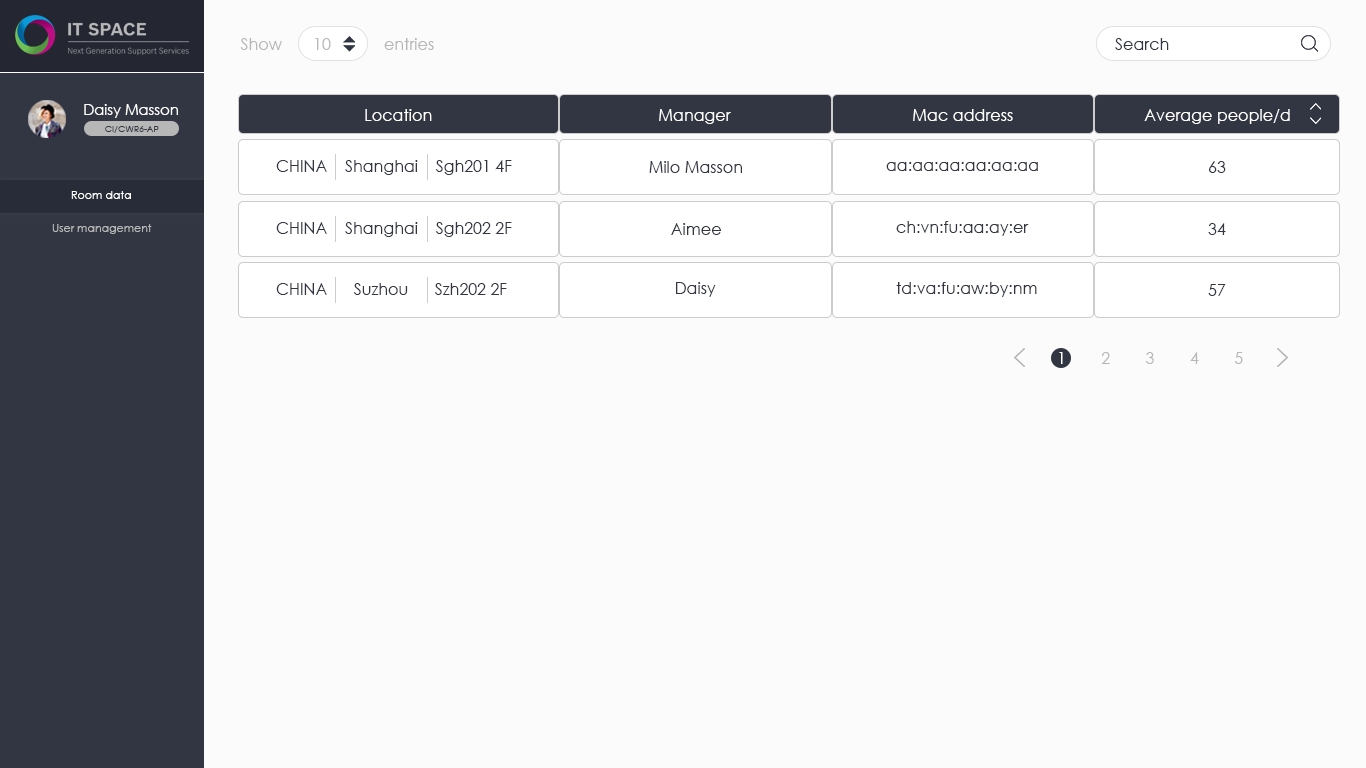 IT SPACE
Next Generation Support Services
Daisy Masson
CI/CWR6-AP
Room data
User management
Show 10 entries
Search
Location Manager Mac address Average people/d
CHINA Shanghai Sgh201 4F Milo Masson aa:aa:aa:aa:aa:aa 63
CHINA Shanghai Sgh202 2F Aimee ch:vn:fu:aa:ay:er 34
CHINA Suzhou Szh202 2F Daisy td:va:fu:aw:by:nm 57
1 2 3 4 5